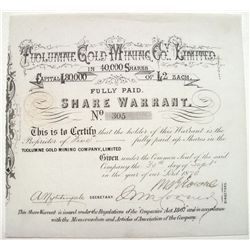 TUOLUMNE GOLD MINING CO., LIMITED.
IN 40,000 SHARES
CAPITAL £80,000 OF £2 EACH.
FULLY PAID.
SHARE WARRANT.
No 305
This is to Certify that the holder of this Warrant is the
Proprietor of Five fully paid up Shares in the
TUOLUMNE GOLD MINING COMPANY, LIMITED
Given under the Common Seal of the said
Company the 30th day of
in the year of our Lord 18
A Nightingale SECRETARY
This Share Warrant is issued under the Regulations of the Companies' Act 1867 and in accordance
with the Memorandum and Articles of Association of the Company.